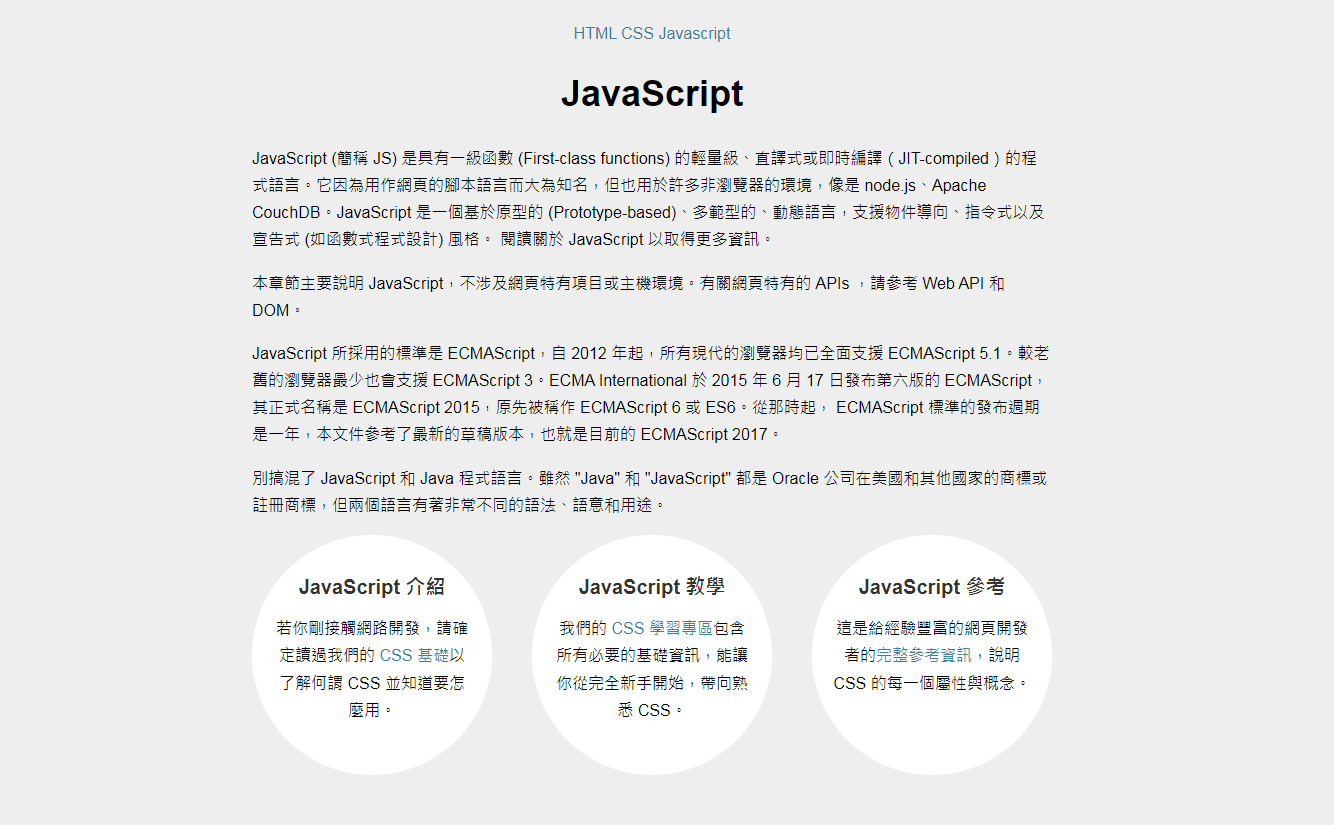 HTML CSS Javascript
JavaScript
JavaScript (簡稱 JS) 是具有一級函數 (First-class functions) 的輕量級、直譯式或即時編譯（JIT-compiled）的程
式語言。它因為用作網頁的腳本語言而大為知名，但也用於許多非瀏覽器的環境，像是 node.js、Apache
CouchDB。JavaScript 是一個基於原型的 (Prototype-based)、多範型的、動態語言，支援物件導向、指令式以及
宣告式 (如函數式程式設計) 風格。 閱讀關於 JavaScript 以取得更多資訊。
本章節主要說明 JavaScript，不涉及網頁特有項目或主機環境。有關網頁特有的 APIs ，請參考 Web API 和
DOM。
JavaScript 所採用的標準是 ECMAScript，自 2012 年起，所有現代的瀏覽器均已全面支援 ECMAScript 5.1。較老
舊的瀏覽器最少也會支援 ECMAScript 3。ECMA International 於 2015 年 6 月 17 日發布第六版的 ECMAScript，
其正式名稱是 ECMAScript 2015，原先被稱作 ECMAScript 6 或 ES6。從那時起， ECMAScript 標準的發布週期
是一年，本文件參考了最新的草稿版本，也就是目前的 ECMAScript 2017。
別搞混了 JavaScript 和 Java 程式語言。雖然 "Java" 和 "JavaScript" 都是 Oracle 公司在美國和其他國家的商標或
註冊商標，但兩個語言有著非常不同的語法、語意和用途。
JavaScript 介紹
若你剛接觸網路開發，請確
定讀過我們的 CSS 基礎以
了解何謂 CSS 並知道要怎
麼用。
JavaScript 教學
我們的 CSS 學習專區包含
所有必要的基礎資訊，能讓
你從完全新手開始，帶向熟
悉 CSS。
JavaScript 參考
這是給經驗豐富的網頁開發
者的完整參考資訊，說明
CSS 的每一個屬性與概念。